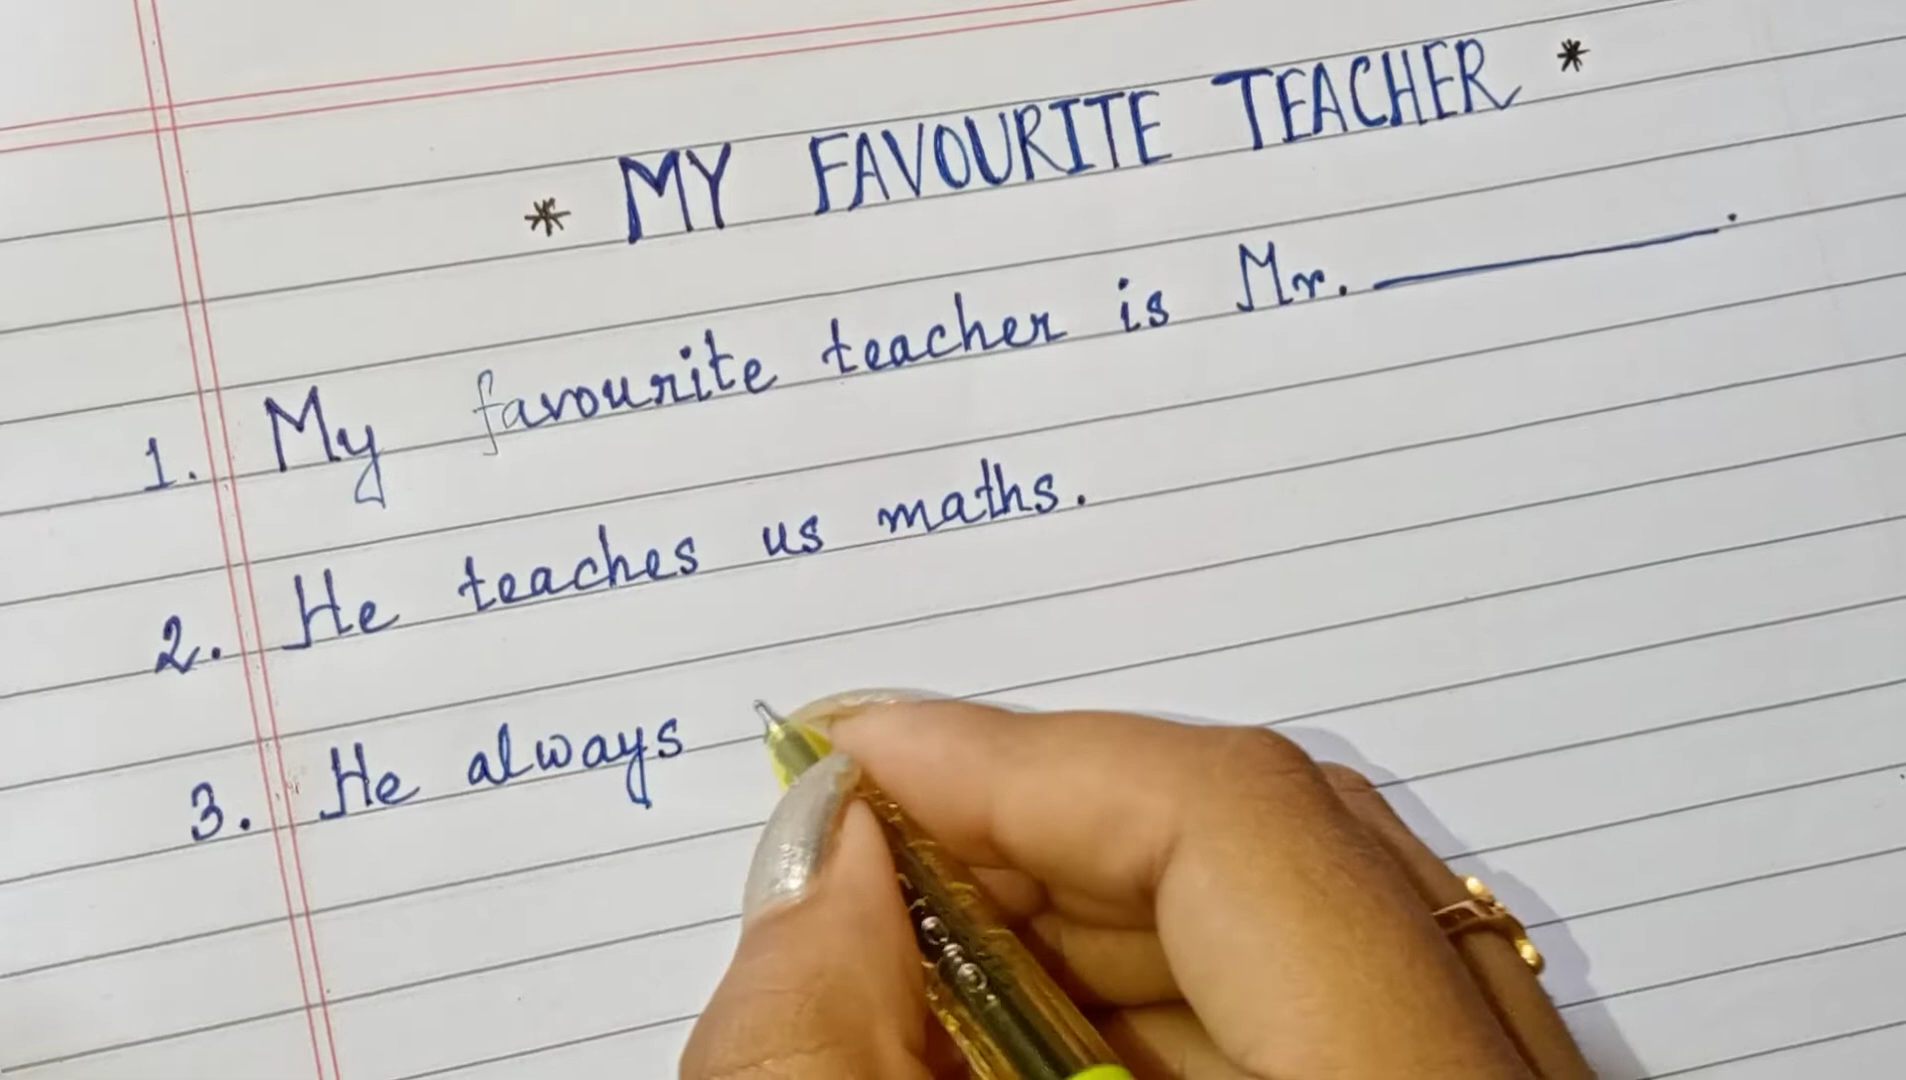 * MY FAVOURITE TEACHER *
1. My favourite teacher is Mr. ________.
2. He teaches us maths.
3. He always